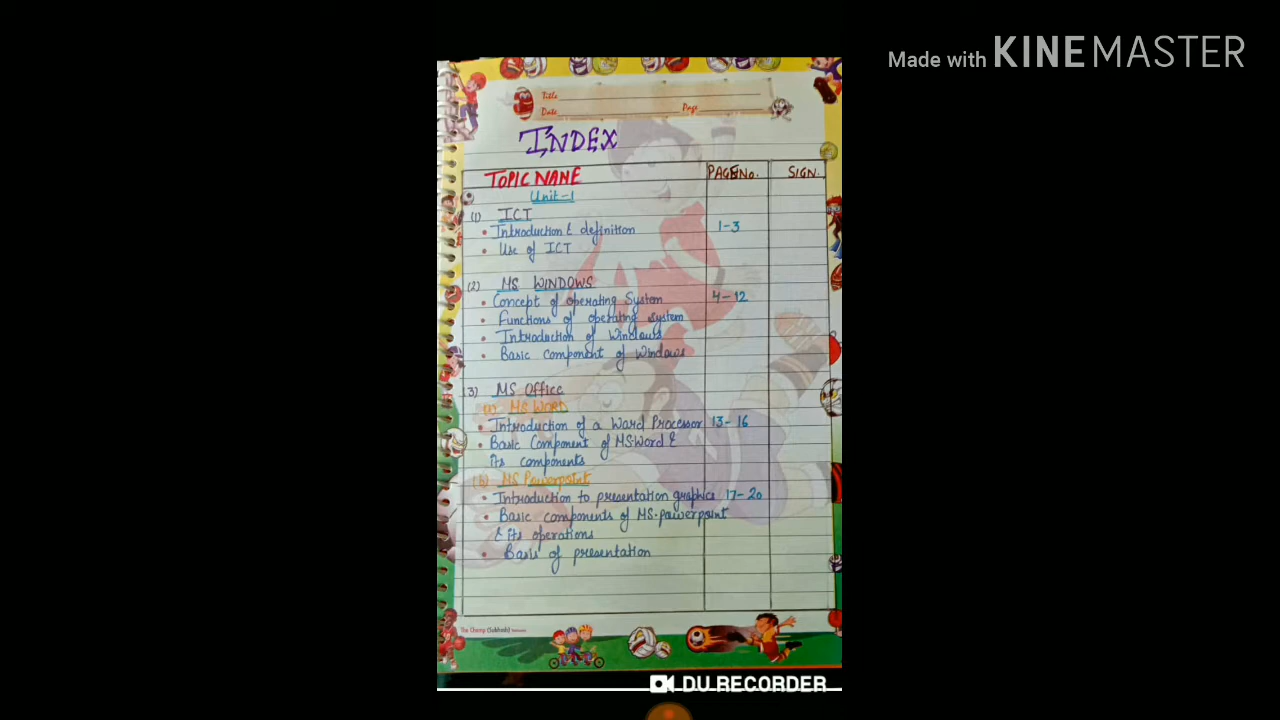 Made with KINEMASTER
Title
Date Page
INDEX
TOPIC NAME PAGE No. SIGN.
Unit-1
(1) ICT
• Introduction & definition 1-3
• Use of ICT
(2) MS WINDOWS
• Concept of operating System 4-12
• Functions of operating system
• Introduction of Windows
• Basic component of Windows
(3) MS Office
(a) MS WORD
• Introduction of a Word Processor 13-16
• Basic Component of MS-Word &
its components
(b) MS Powerpoint
• Introduction to presentation graphics 17-20
• Basic components of MS-powerpoint
& its operations
• Basis of presentation
DU RECORDER